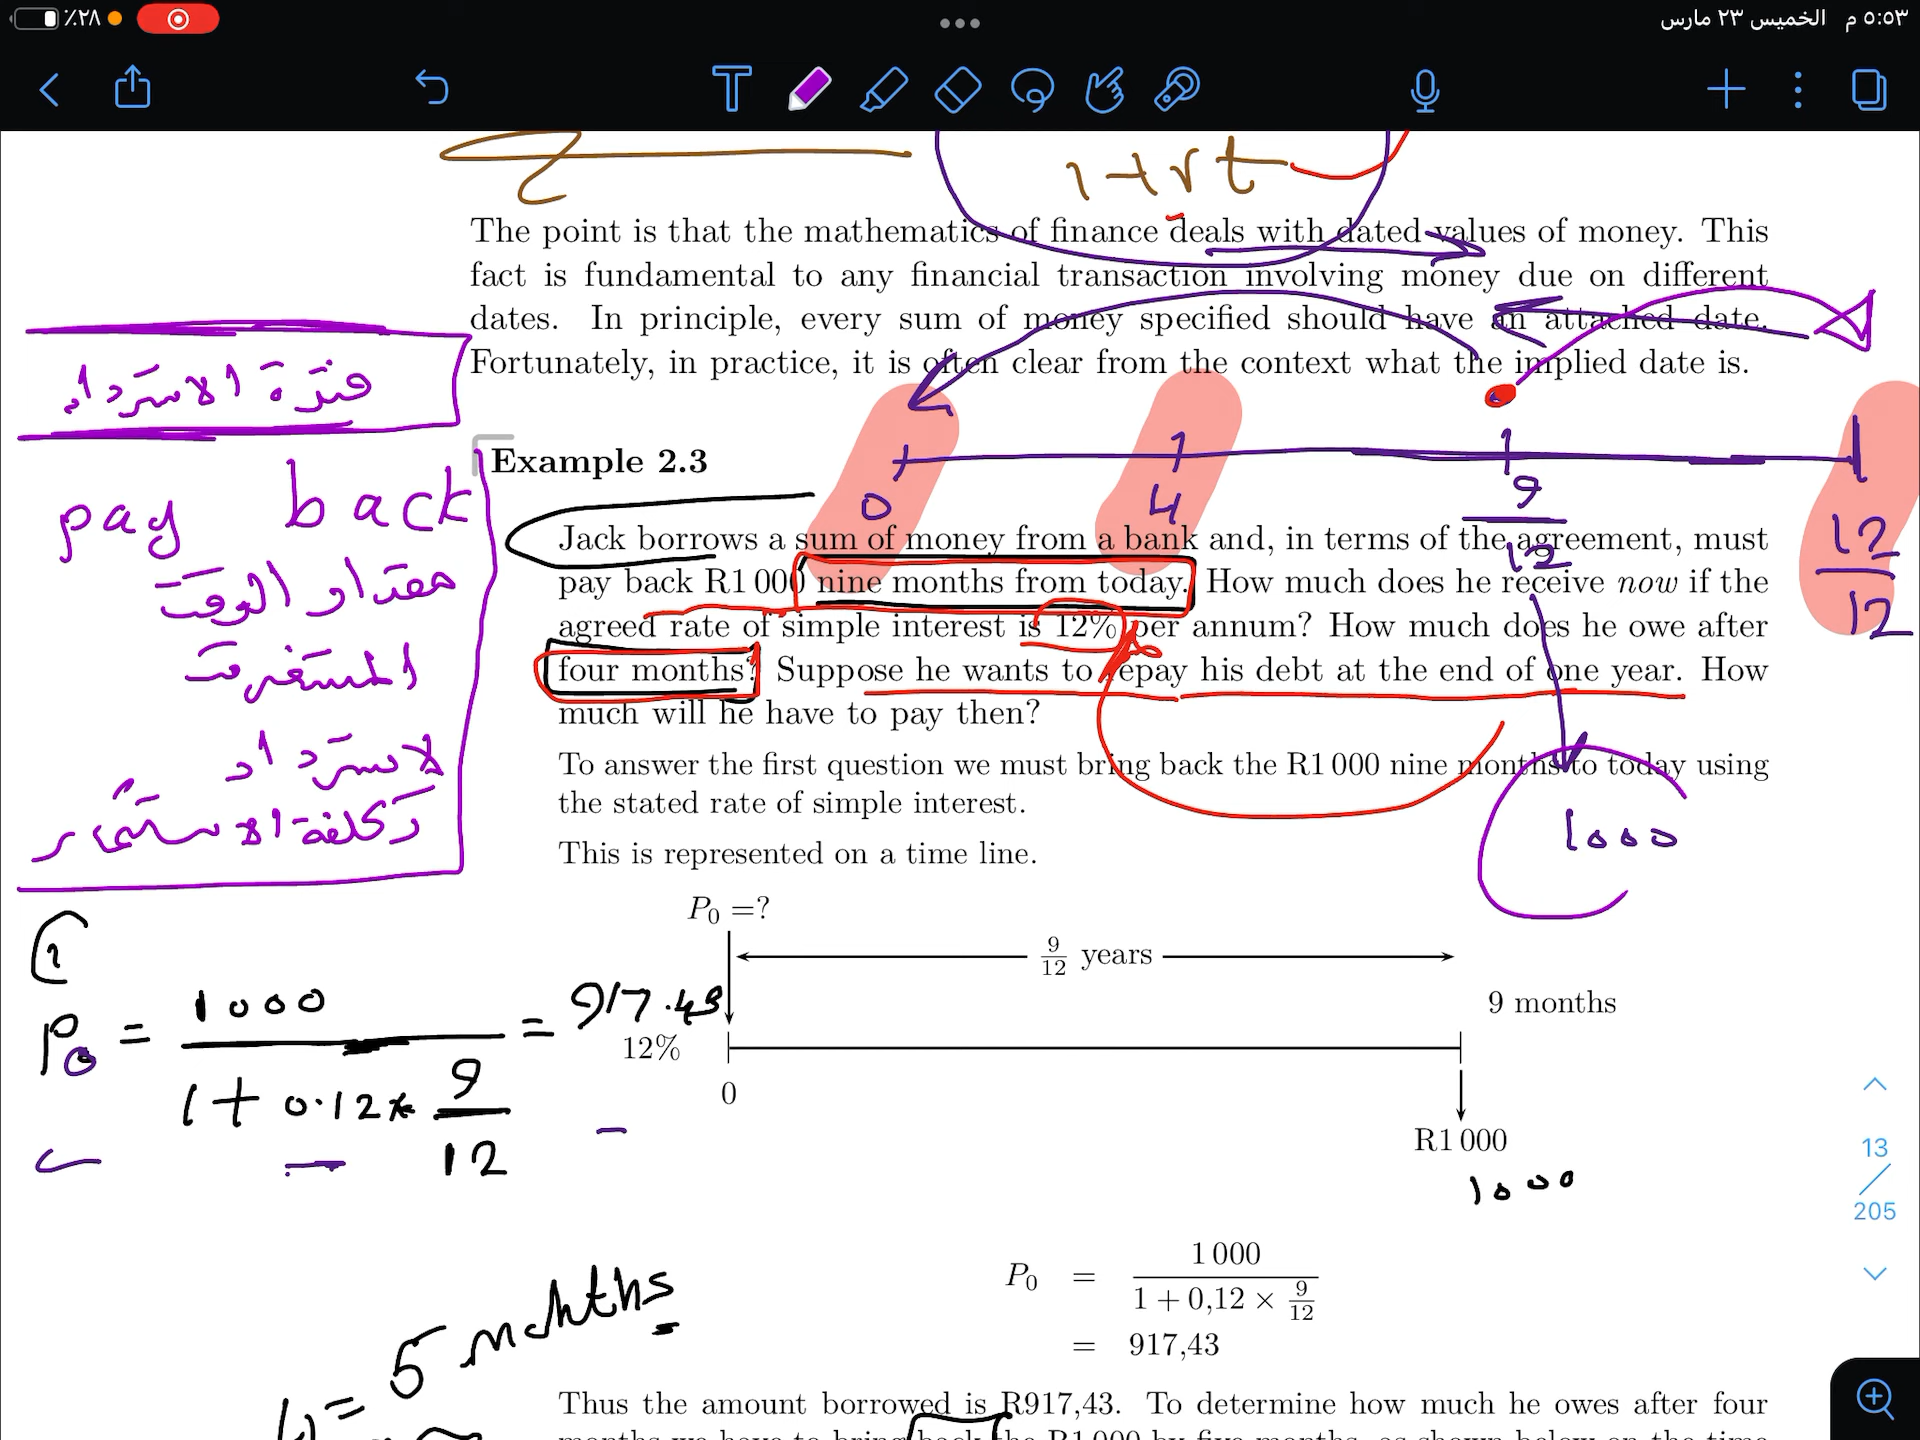 ٪٢٨
٥:٥٣ م الخميس ٢٣ مارس
1+rt
The point is that the mathematics of finance deals with dated values of money. This
fact is fundamental to any financial transaction involving money due on different
dates. In principle, every sum of money specified should have an attached date.
Fortunately, in practice, it is often clear from the context what the implied date is.
فترة الاسترداد
pay back
مقدار الوقت
المستغرق
لاسترداد
تكلفة الاستثمار
Example 2.3
0 4 9/12 12/12
Jack borrows a sum of money from a bank and, in terms of the agreement, must
pay back R1 000 nine months from today. How much does he receive now if the
agreed rate of simple interest is 12% per annum? How much does he owe after
four months? Suppose he wants to repay his debt at the end of one year. How
much will he have to pay then?
To answer the first question we must bring back the R1 000 nine months to today using
the stated rate of simple interest.
1000
This is represented on a time line.
P0 =?
9/12 years
9 months
12%
0
R1 000
1000
P0 = 1000 / 1 + 0.12 * 9/12 = 917.43
13
205
P0 = 1 000 / 1 + 0,12 × 9/12
= 917,43
5 months
Thus the amount borrowed is R917,43. To determine how much he owes after four